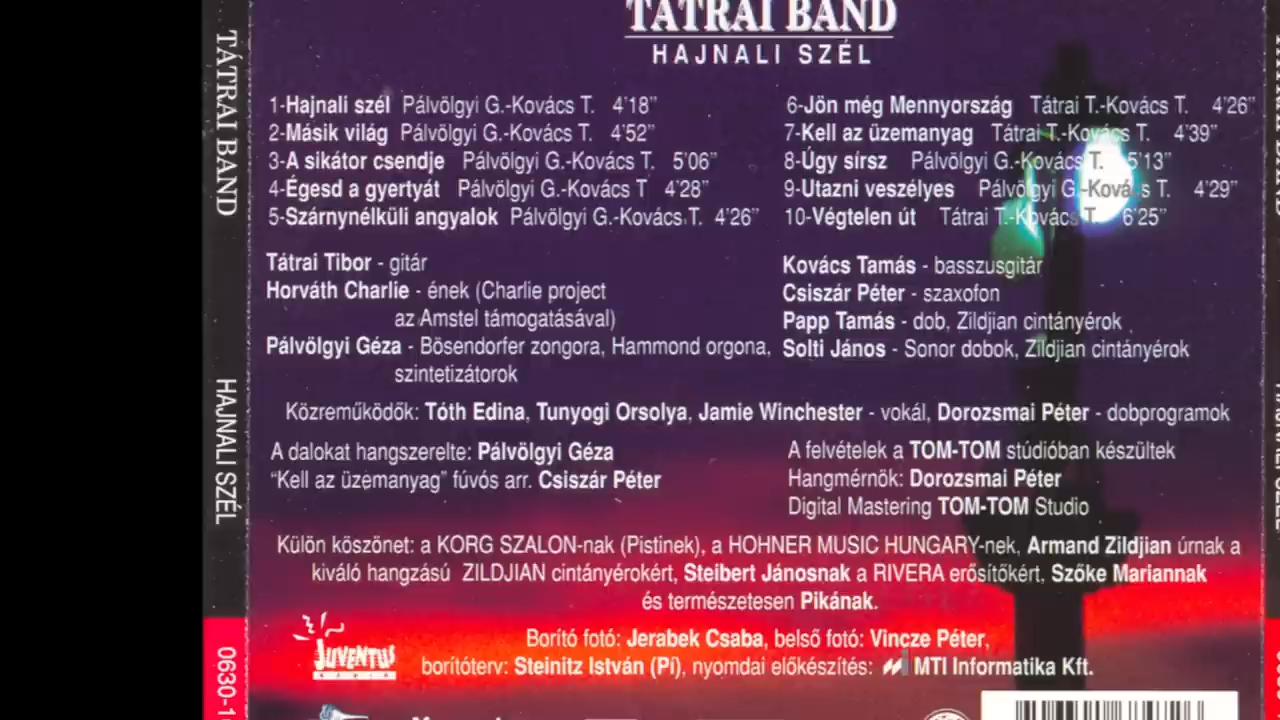 TÁTRAI BAND
HAJNALI SZÉL
1-Hajnali szél Pálvölgyi G.-Kovács T. 4'18”
2-Másik világ Pálvölgyi G.-Kovács T. 4'52”
3-A sikátor csendje Pálvölgyi G.-Kovács T. 5'06”
4-Égesd a gyertyát Pálvölgyi G.-Kovács T 4'28”
5-Szárnynélküli angyalok Pálvölgyi G.-Kovács.T. 4'26”
6-Jön még Mennyország Tátrai T.-Kovács T. 4'26”
7-Kell az üzemanyag Tátrai T.-Kovács T. 4'39”
8-Úgy sírsz Pálvölgyi G.-Kovács T. 5'13”
9-Utazni veszélyes Pálvölgyi G.-Kovács T. 4'29”
10-Végtelen út Tátrai T.-Kovács T. 6'25”
Tátrai Tibor - gitár
Horváth Charlie - ének (Charlie project
az Amstel támogatásával)
Pálvölgyi Géza - Bösendorfer zongora, Hammond orgona,
szintetizátorok
Kovács Tamás - basszusgitár
Csiszár Péter - szaxofon
Papp Tamás - dob, Zildjian cintányérok
Solti János - Sonor dobok, Zildjian cintányérok
Közreműködők: Tóth Edina, Tunyogi Orsolya, Jamie Winchester - vokál, Dorozsmai Péter - dobprogramok
A dalokat hangszerelte: Pálvölgyi Géza
“Kell az üzemanyag” fúvós arr. Csiszár Péter
A felvételek a TOM-TOM stúdióban készültek
Hangmérnök: Dorozsmai Péter
Digital Mastering TOM-TOM Studio
Külön köszönet: a KORG SZALON-nak (Pistinek), a HOHNER MUSIC HUNGARY-nek, Armand Zildjian úrnak a
kiváló hangzású ZILDJIAN cintányérokért, Steibert Jánosnak a RIVERA erősítőkért, Szőke Mariannak
és természetesen Pikának.
Borító fotó: Jerabek Csaba, belső fotó: Vincze Péter,
borítóterv: Steinitz István (Pí), nyomdai előkészítés: MTI Informatika Kft.
JUVENTUS
RÁDIÓ
TÁTRAI BAND
HAJNALI SZÉL
0630-1